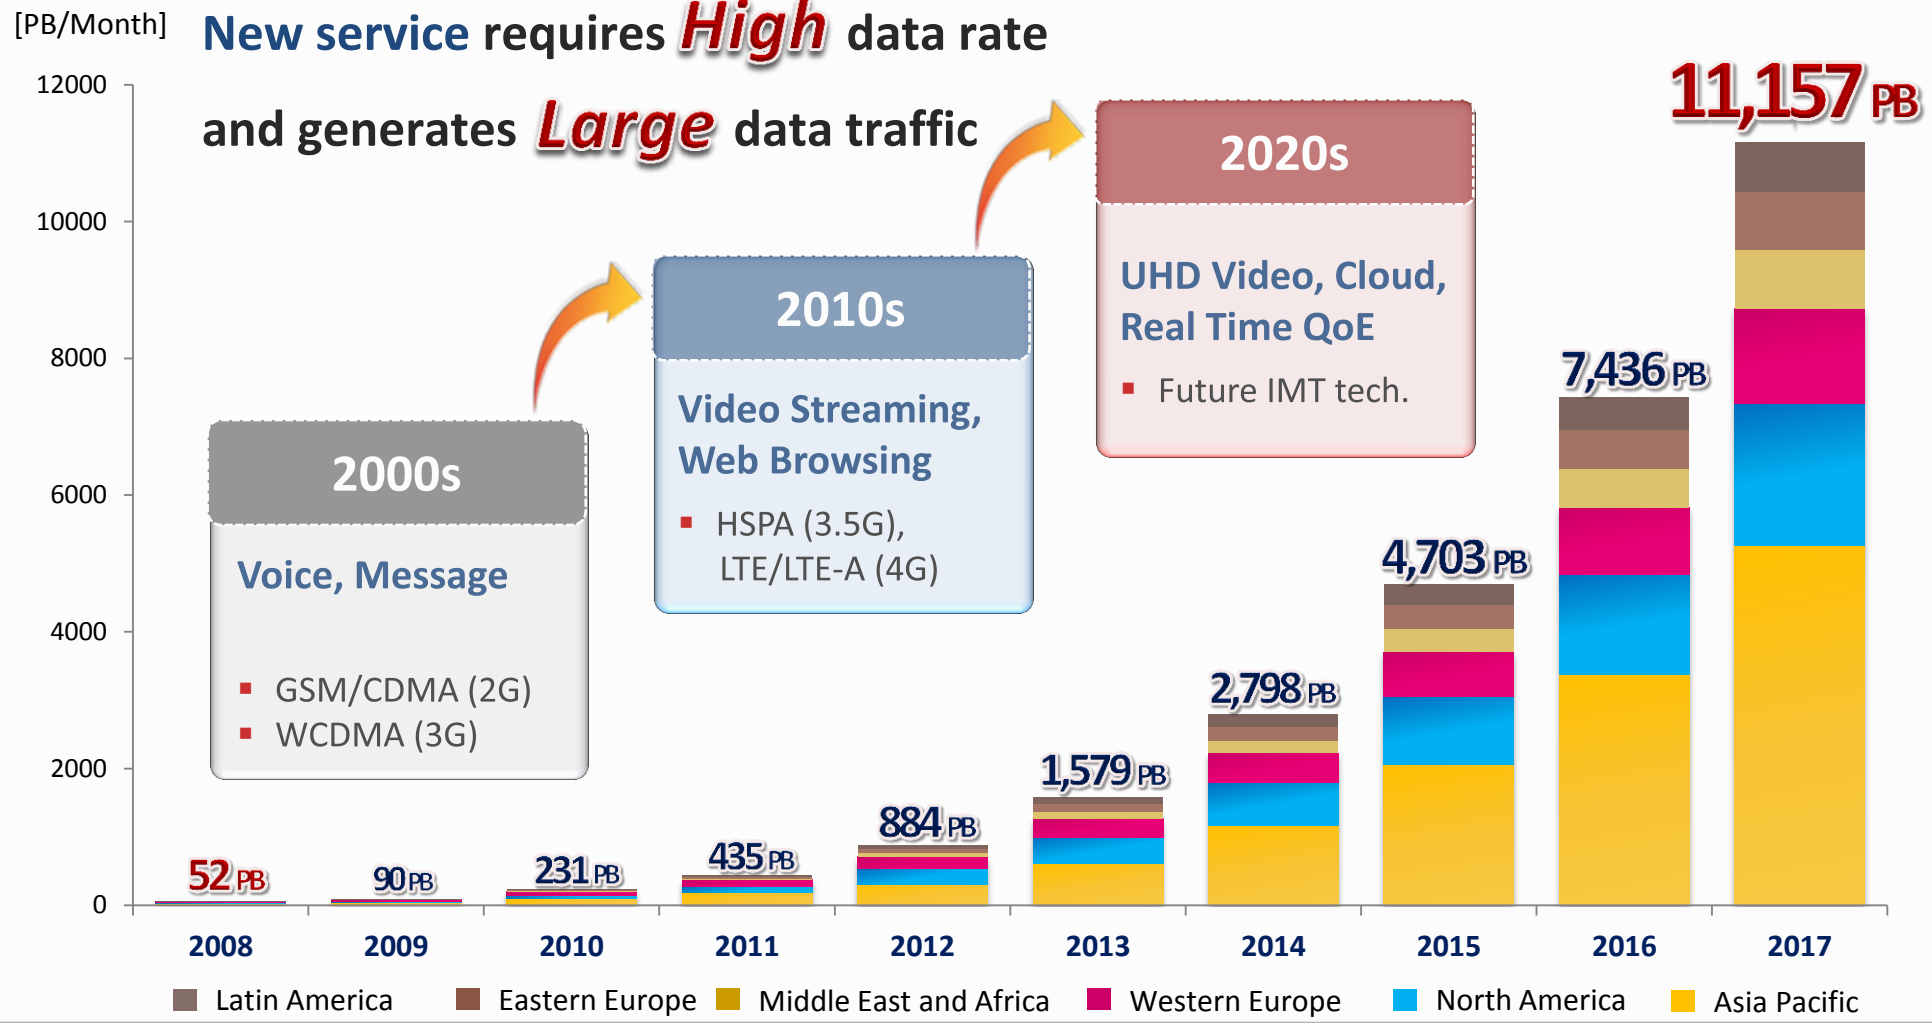 [PB/Month]
New service requires High data rate
and generates Large data traffic
12000
10000
8000
6000
4000
2000
0
2000s
Voice, Message
▪ GSM/CDMA (2G)
▪ WCDMA (3G)
2010s
Video Streaming,
Web Browsing
▪ HSPA (3.5G),
LTE/LTE-A (4G)
2020s
UHD Video, Cloud,
Real Time QoE
▪ Future IMT tech.
52 PB
90 PB
231 PB
435 PB
884 PB
1,579 PB
2,798 PB
4,703 PB
7,436 PB
11,157 PB
2008 2009 2010 2011 2012 2013 2014 2015 2016 2017
Latin America Eastern Europe Middle East and Africa Western Europe North America Asia Pacific